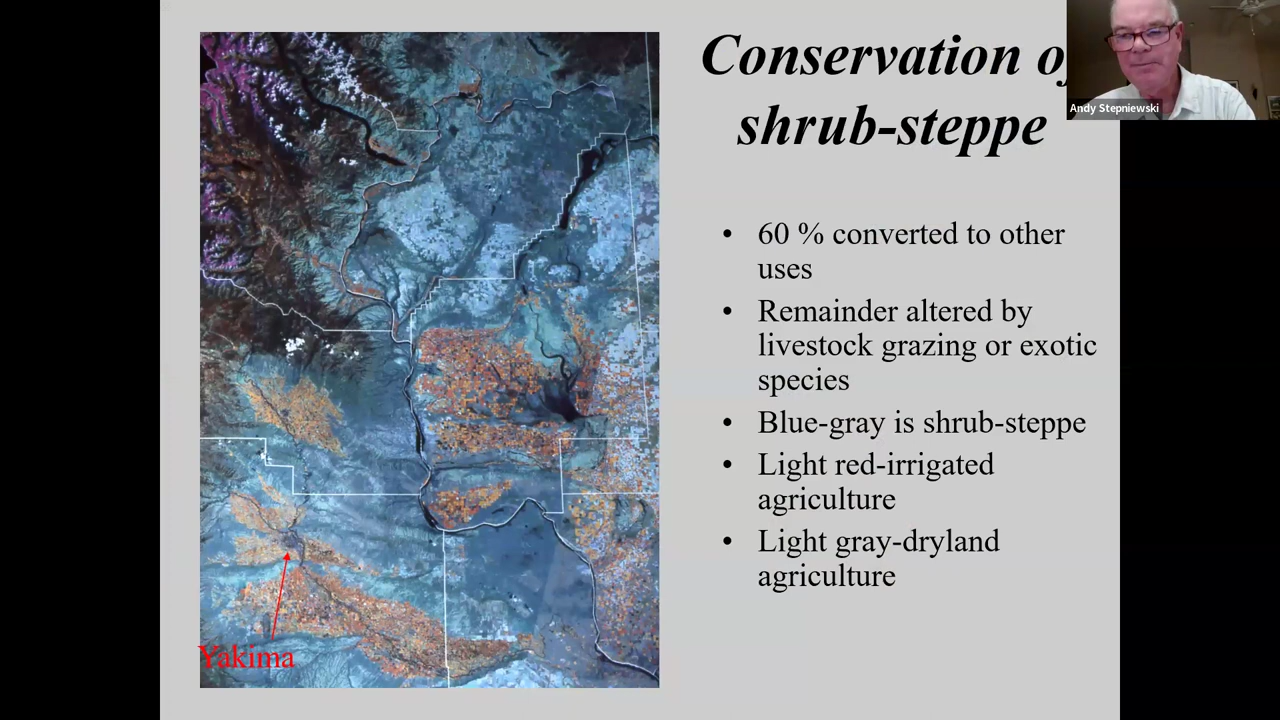 Conservation of
shrub-steppe
Andy Stepniewski
• 60 % converted to other
uses
• Remainder altered by
livestock grazing or exotic
species
• Blue-gray is shrub-steppe
• Light red-irrigated
agriculture
• Light gray-dryland
agriculture
Yakima